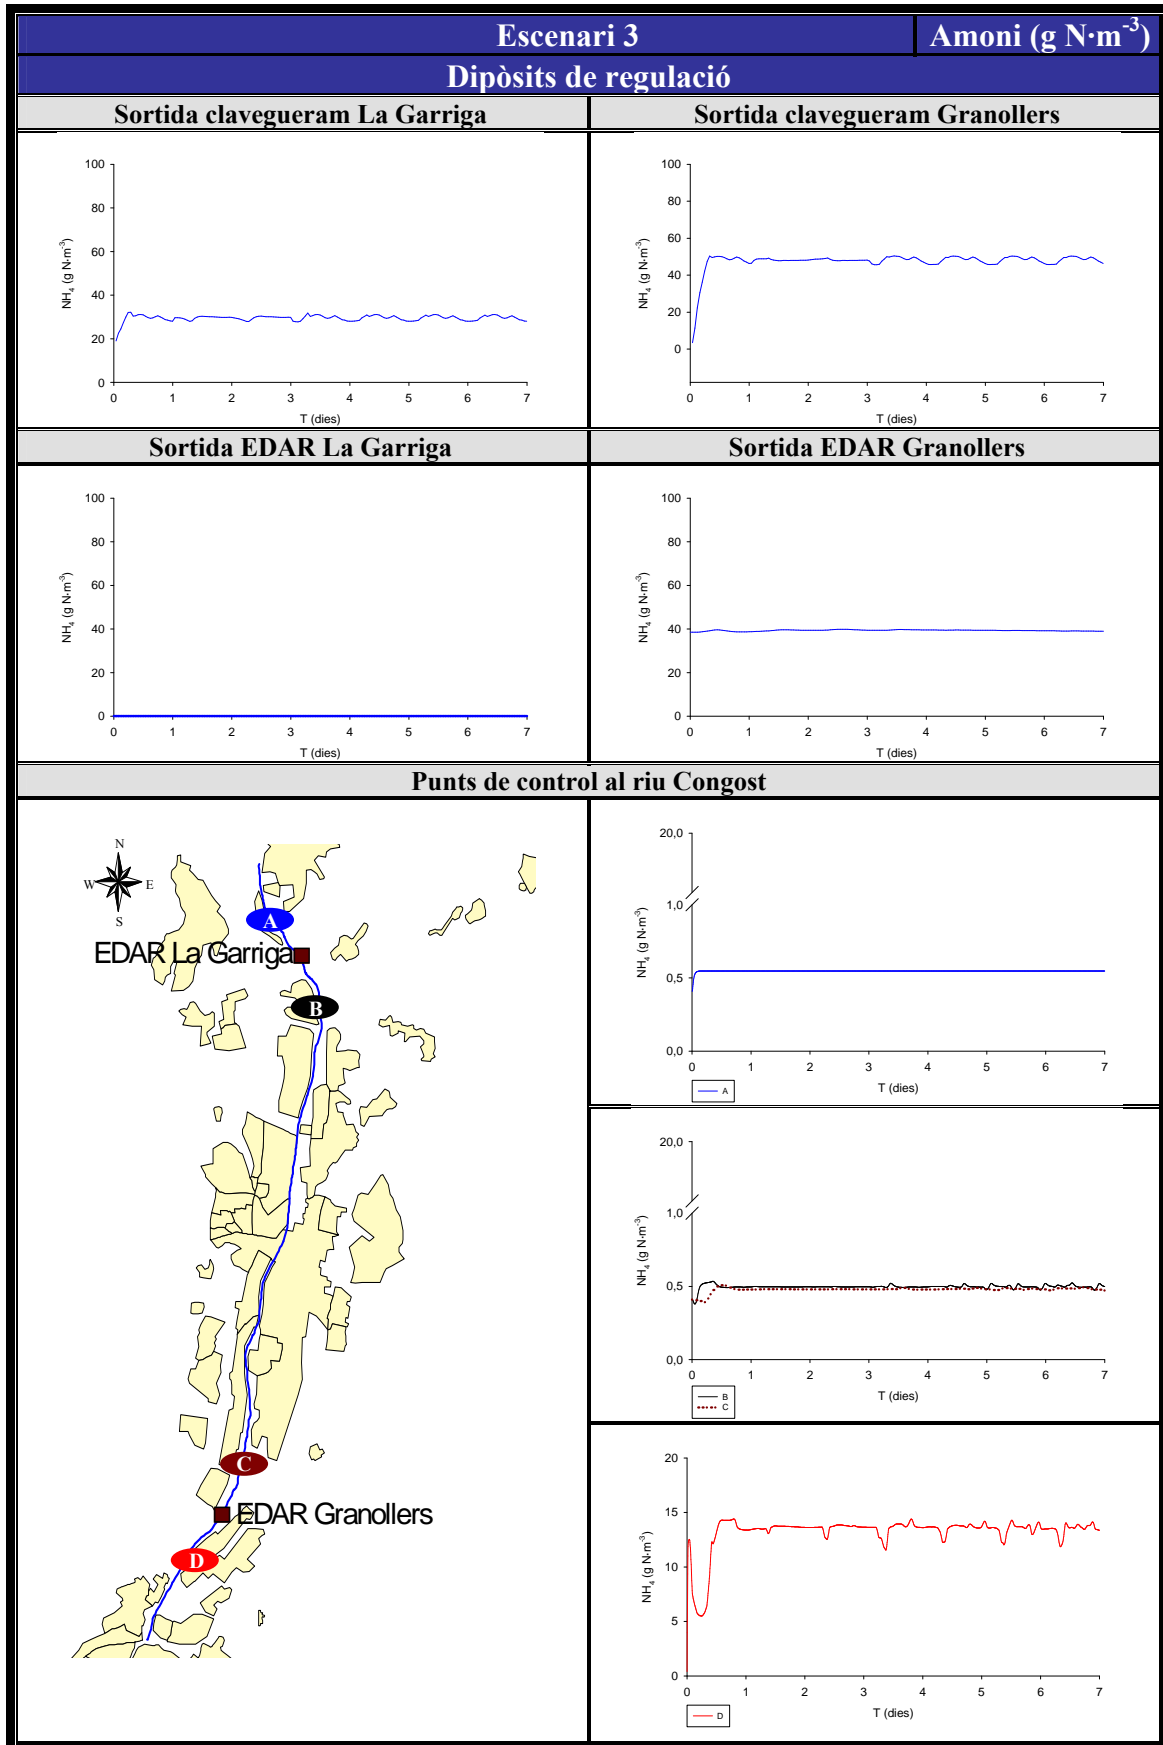 Escenari 3
Amoni (g N·m-3)
Dipòsits de regulació
Sortida clavegueram La Garriga
Sortida clavegueram Granollers
NH4 (g N·m-3)
100
80
60
40
20
0
0 1 2 3 4 5 6 7
T (dies)
NH4 (g N·m-3)
100
80
60
40
20
0
0 1 2 3 4 5 6 7
T (dies)
Sortida EDAR La Garriga
Sortida EDAR Granollers
NH4 (g N·m-3)
100
80
60
40
20
0
0 1 2 3 4 5 6 7
T (dies)
NH4 (g N·m-3)
100
80
60
40
20
0
0 1 2 3 4 5 6 7
T (dies)
Punts de control al riu Congost
N
W E
S
A
EDAR La Garriga
B
C
EDAR Granollers
D
NH4 (g N·m-3)
20,0
1,0
0,5
0,0
0 1 2 3 4 5 6 7
T (dies)
A
NH4 (g N·m-3)
20,0
1,0
0,5
0,0
0 1 2 3 4 5 6 7
T (dies)
B
C
NH4 (g N·m-3)
20
15
10
5
0
0 1 2 3 4 5 6 7
T (dies)
D